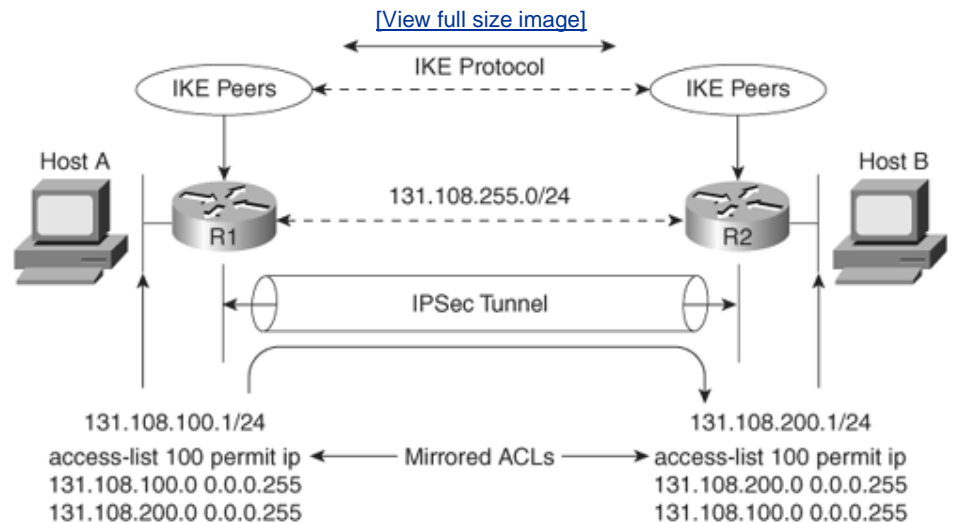 [View full size image]
IKE Protocol
IKE Peers
IKE Peers
Host A
Host B
131.108.255.0/24
R1
R2
IPSec Tunnel
131.108.100.1/24
131.108.200.1/24
access-list 100 permit ip
131.108.100.0 0.0.0.255
131.108.200.0 0.0.0.255
Mirrored ACLs
access-list 100 permit ip
131.108.200.0 0.0.0.255
131.108.100.0 0.0.0.255